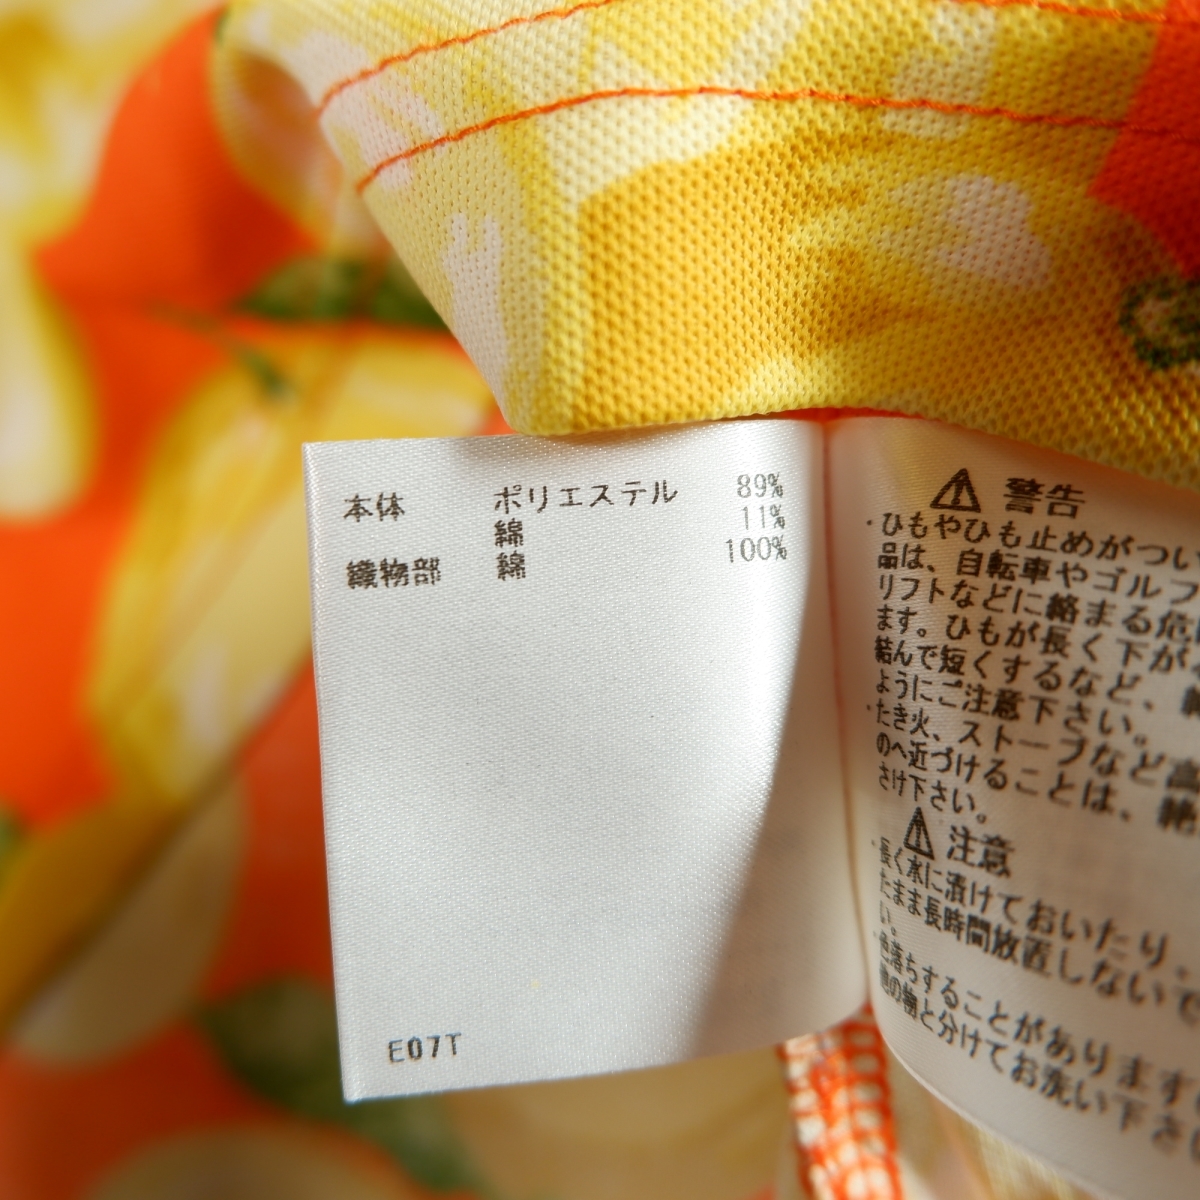 本体 ポリエステル 89%
綿 11%
織物部 綿 100%
E07T
警告
・ひもやひも止めがつい
品は、自転車やゴルフ
リフトなどに絡まる危
ます。ひもが長く下が
結んで短くするなど、
ようにご注意下さい。
・たき火、ストーブなど高
のへ近づけることは、絶
さけ下さい。
注意
・長く水に漬けておいたり、
たまま長時間放置しないで
い。
・色落ちすることがあります
他の物と分けてお洗い下さ